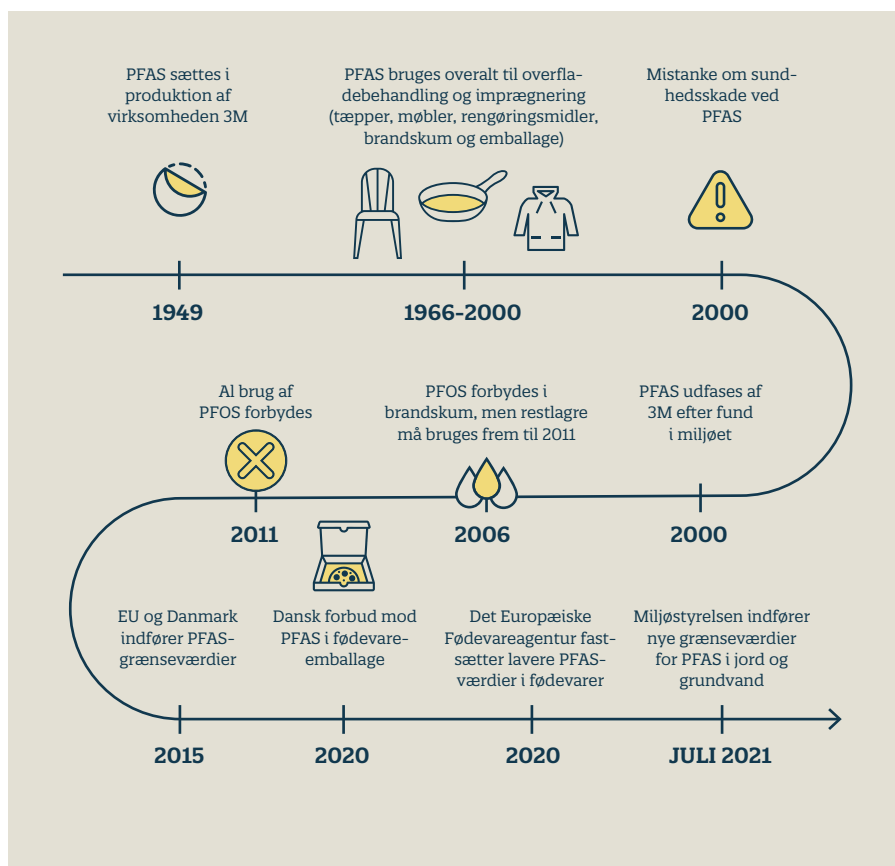 PFAS sættes i
produktion af
virksomheden 3M
1949
PFAS bruges overalt til overfla-
debehandling og imprægnering
(tæpper, møbler, rengøringsmidler,
brandskum og emballage)
1966-2000
Mistanke om sund-
hedsskade ved
PFAS
2000
PFAS udfases af
3M efter fund
i miljøet
2000
PFOS forbydes i
brandskum, men restlagre
må bruges frem til 2011
2006
Al brug af
PFOS forbydes
2011
EU og Danmark
indfører PFAS-
grænseværdier
2015
Dansk forbud mod
PFAS i fødevare-
emballage
2020
Det Europæiske
Fødevareagentur fast-
sætter lavere PFAS-
værdier i fødevarer
2020
Miljøstyrelsen indfører
nye grænseværdier
for PFAS i jord og
grundvand
JULI 2021